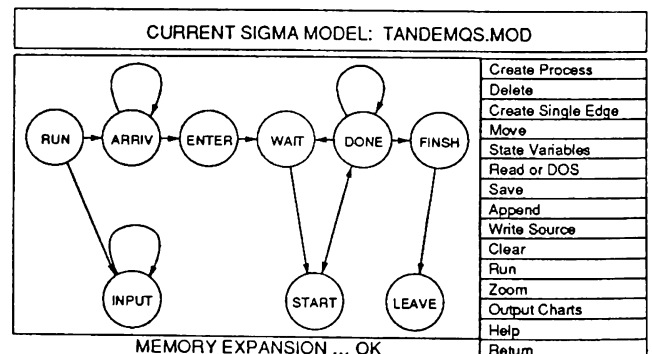 CURRENT SIGMA MODEL: TANDEMQS.MOD
RUN ARRIV ENTER WAIT DONE FINSH
INPUT START LEAVE
Create Process
Delete
Create Single Edge
Move
State Variables
Read or DOS
Save
Append
Write Source
Clear
Run
Zoom
Output Charts
Help
Return
MEMORY EXPANSION ... OK